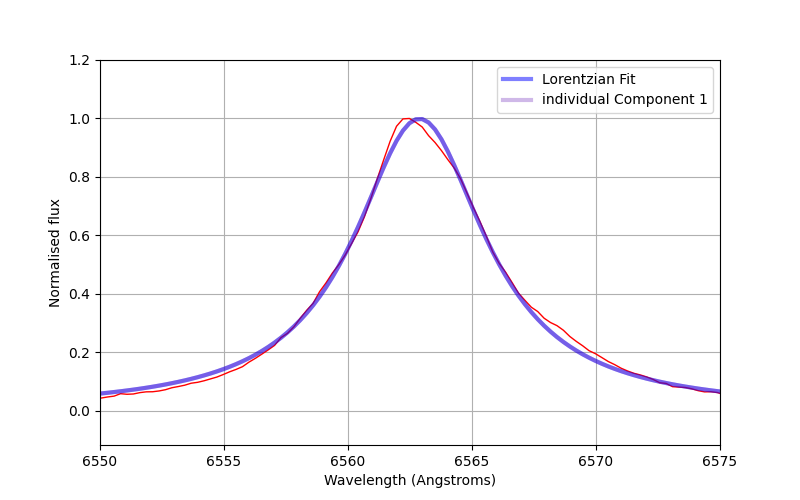 1.2
1.0
0.8
0.6
0.4
0.2
0.0
Normalised flux
Lorentzian Fit
individual Component 1
6550 6555 6560 6565 6570 6575
Wavelength (Angstroms)